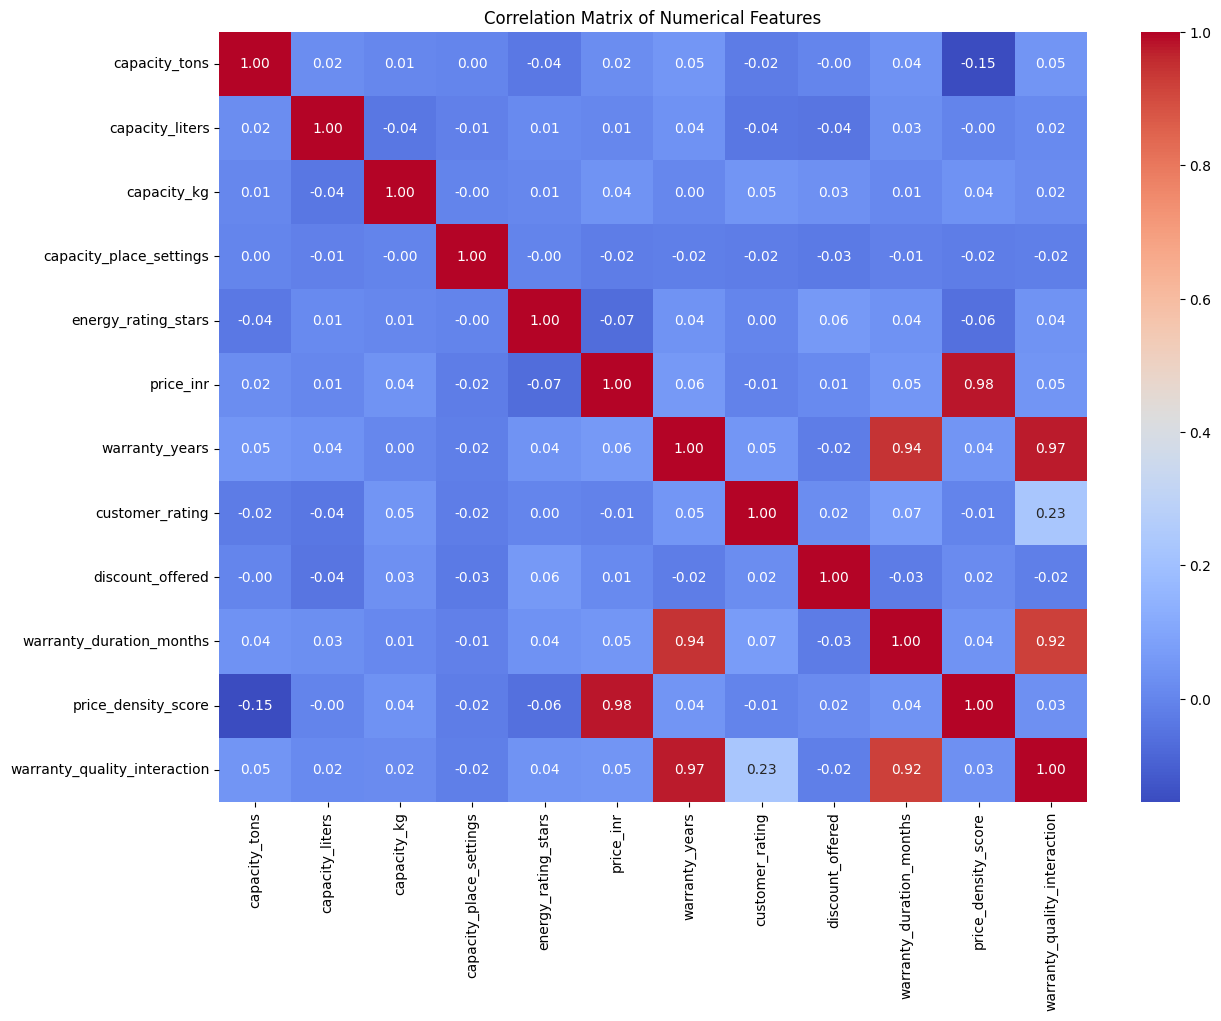 Correlation Matrix of Numerical Features
capacity_tons 1.00 0.02 0.01 0.00 -0.04 0.02 0.05 -0.02 -0.00 0.04 -0.15 0.05
capacity_liters 0.02 1.00 -0.04 -0.01 0.01 0.01 0.04 -0.04 -0.04 0.03 -0.00 0.02
capacity_kg 0.01 -0.04 1.00 -0.00 0.01 0.04 0.00 0.05 0.03 0.01 0.04 0.02
capacity_place_settings 0.00 -0.01 -0.00 1.00 -0.00 -0.02 -0.02 -0.02 -0.03 -0.01 -0.02 -0.02
energy_rating_stars -0.04 0.01 0.01 -0.00 1.00 -0.07 0.04 0.00 0.06 0.04 -0.06 0.04
price_inr 0.02 0.01 0.04 -0.02 -0.07 1.00 0.06 -0.01 0.01 0.05 0.98 0.05
warranty_years 0.05 0.04 0.00 -0.02 0.04 0.06 1.00 0.05 -0.02 0.94 0.04 0.97
customer_rating -0.02 -0.04 0.05 -0.02 0.00 -0.01 0.05 1.00 0.02 0.07 -0.01 0.23
discount_offered -0.00 -0.04 0.03 -0.03 0.06 0.01 -0.02 0.02 1.00 -0.03 0.02 -0.02
warranty_duration_months 0.04 0.03 0.01 -0.01 0.04 0.05 0.94 0.07 -0.03 1.00 0.04 0.92
price_density_score -0.15 -0.00 0.04 -0.02 -0.06 0.98 0.04 -0.01 0.02 0.04 1.00 0.03
warranty_quality_interaction 0.05 0.02 0.02 -0.02 0.04 0.05 0.97 0.23 -0.02 0.92 0.03 1.00
capacity_tons
capacity_liters
capacity_kg
capacity_place_settings
energy_rating_stars
price_inr
warranty_years
customer_rating
discount_offered
warranty_duration_months
price_density_score
warranty_quality_interaction
1.0
0.8
0.6
0.4
0.2
0.0